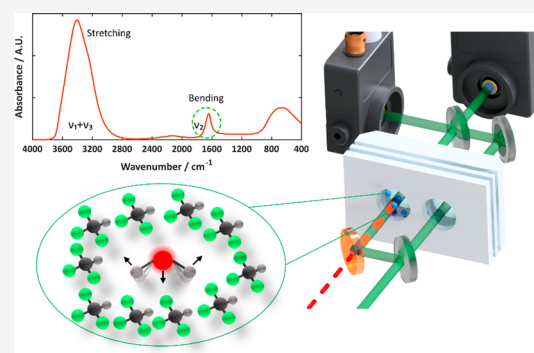 Absorbance / A.U.
Stretching
Bending
ν₁+ν₃
ν₂
4000 3600 3200 2800 2400 2000 1600 1200 800 400
Wavenumber / cm⁻¹